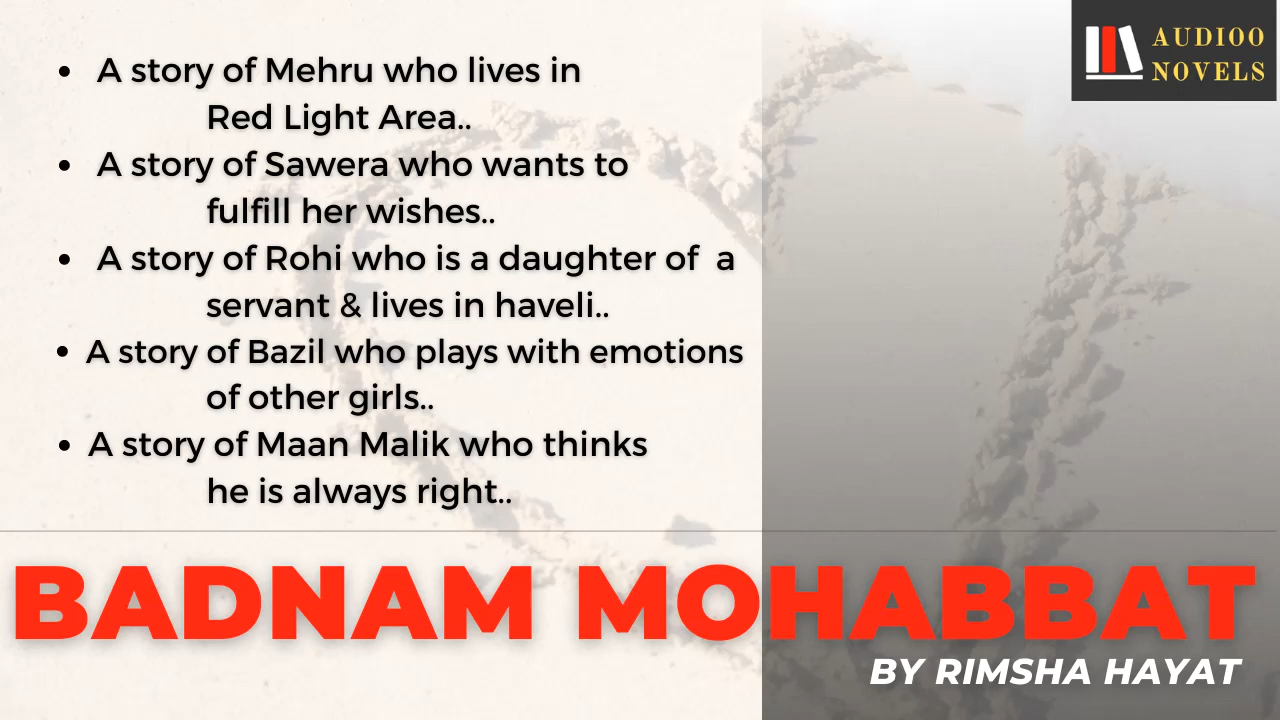 AUDIOO
NOVELS
• A story of Mehru who lives in
Red Light Area..
• A story of Sawera who wants to
fulfill her wishes..
• A story of Rohi who is a daughter of a
servant & lives in haveli..
• A story of Bazil who plays with emotions
of other girls..
• A story of Maan Malik who thinks
he is always right..
BADNAM MOHABBAT
BY RIMSHA HAYAT